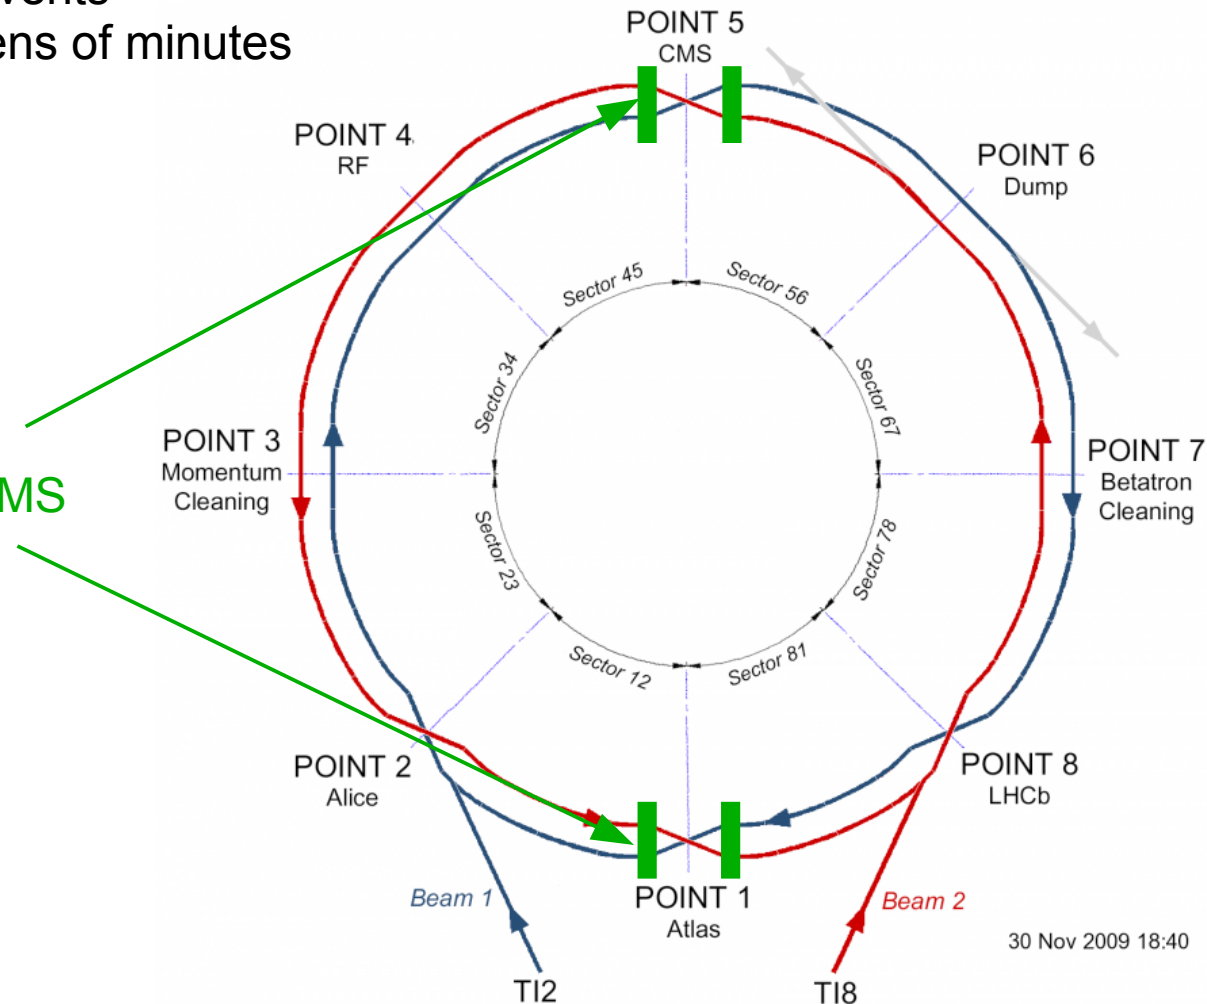 ens of minutes
POINT 5
CMS
POINT 4
RF
POINT 6
Dump
Sector 45
Sector 56
Sector 34
Sector 67
POINT 3
Momentum
Cleaning
POINT 7
Betatron
Cleaning
MS
Sector 23
Sector 78
Sector 12
Sector 81
POINT 2
Alice
POINT 8
LHCb
Beam 1
POINT 1
Atlas
Beam 2
30 Nov 2009 18:40
TI2
TI8